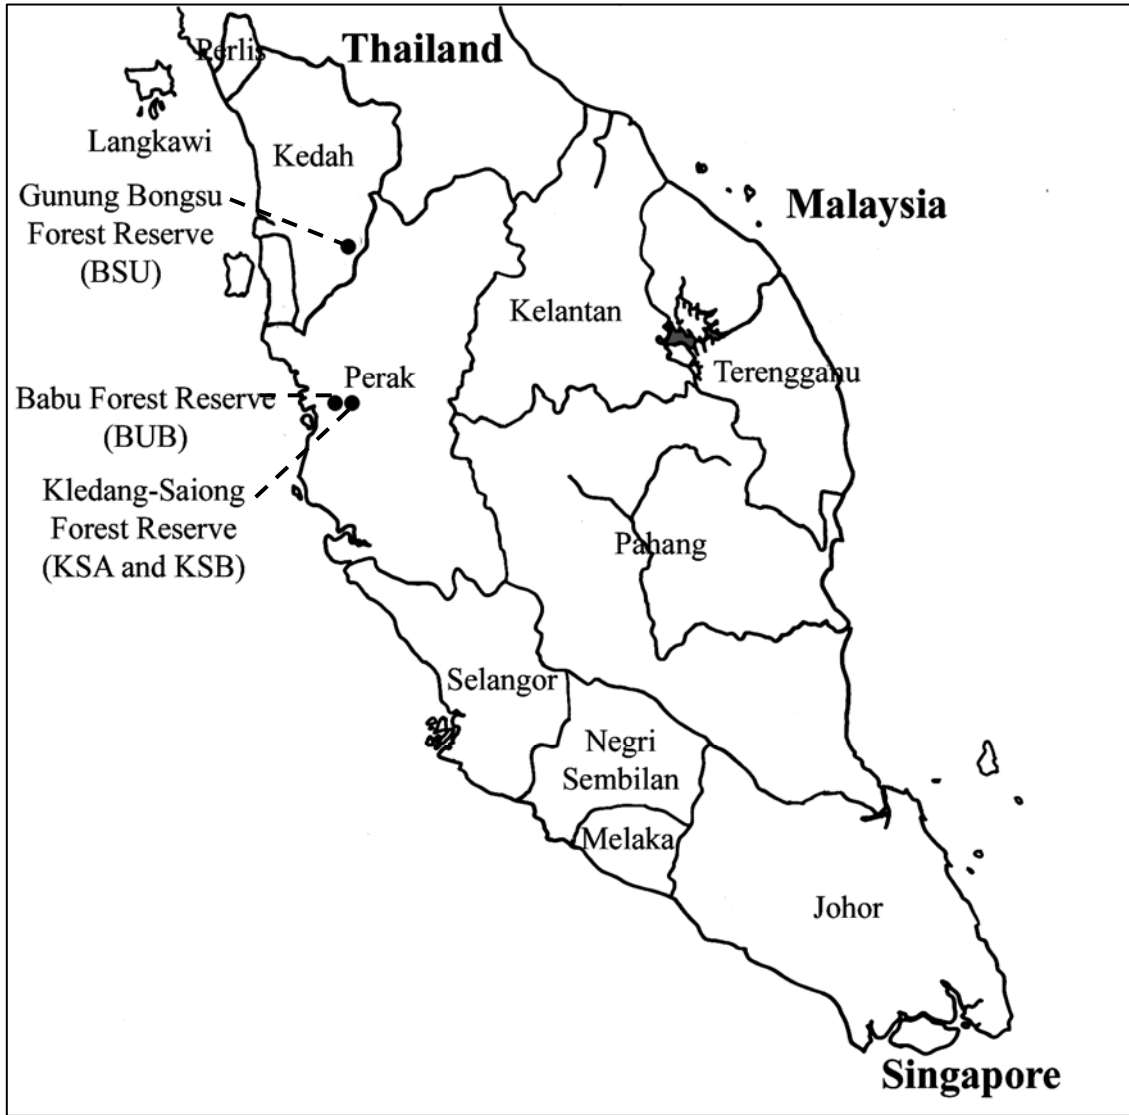 Perlis
Thailand
Langkawi
Kedah
Gunung Bongsu
Forest Reserve
(BSU)
Malaysia
Kelantan
Terengganu
Perak
Babu Forest Reserve
(BUB)
Kledang-Saiong
Forest Reserve
(KSA and KSB)
Pahang
Selangor
Negri
Sembilan
Melaka
Johor
Singapore